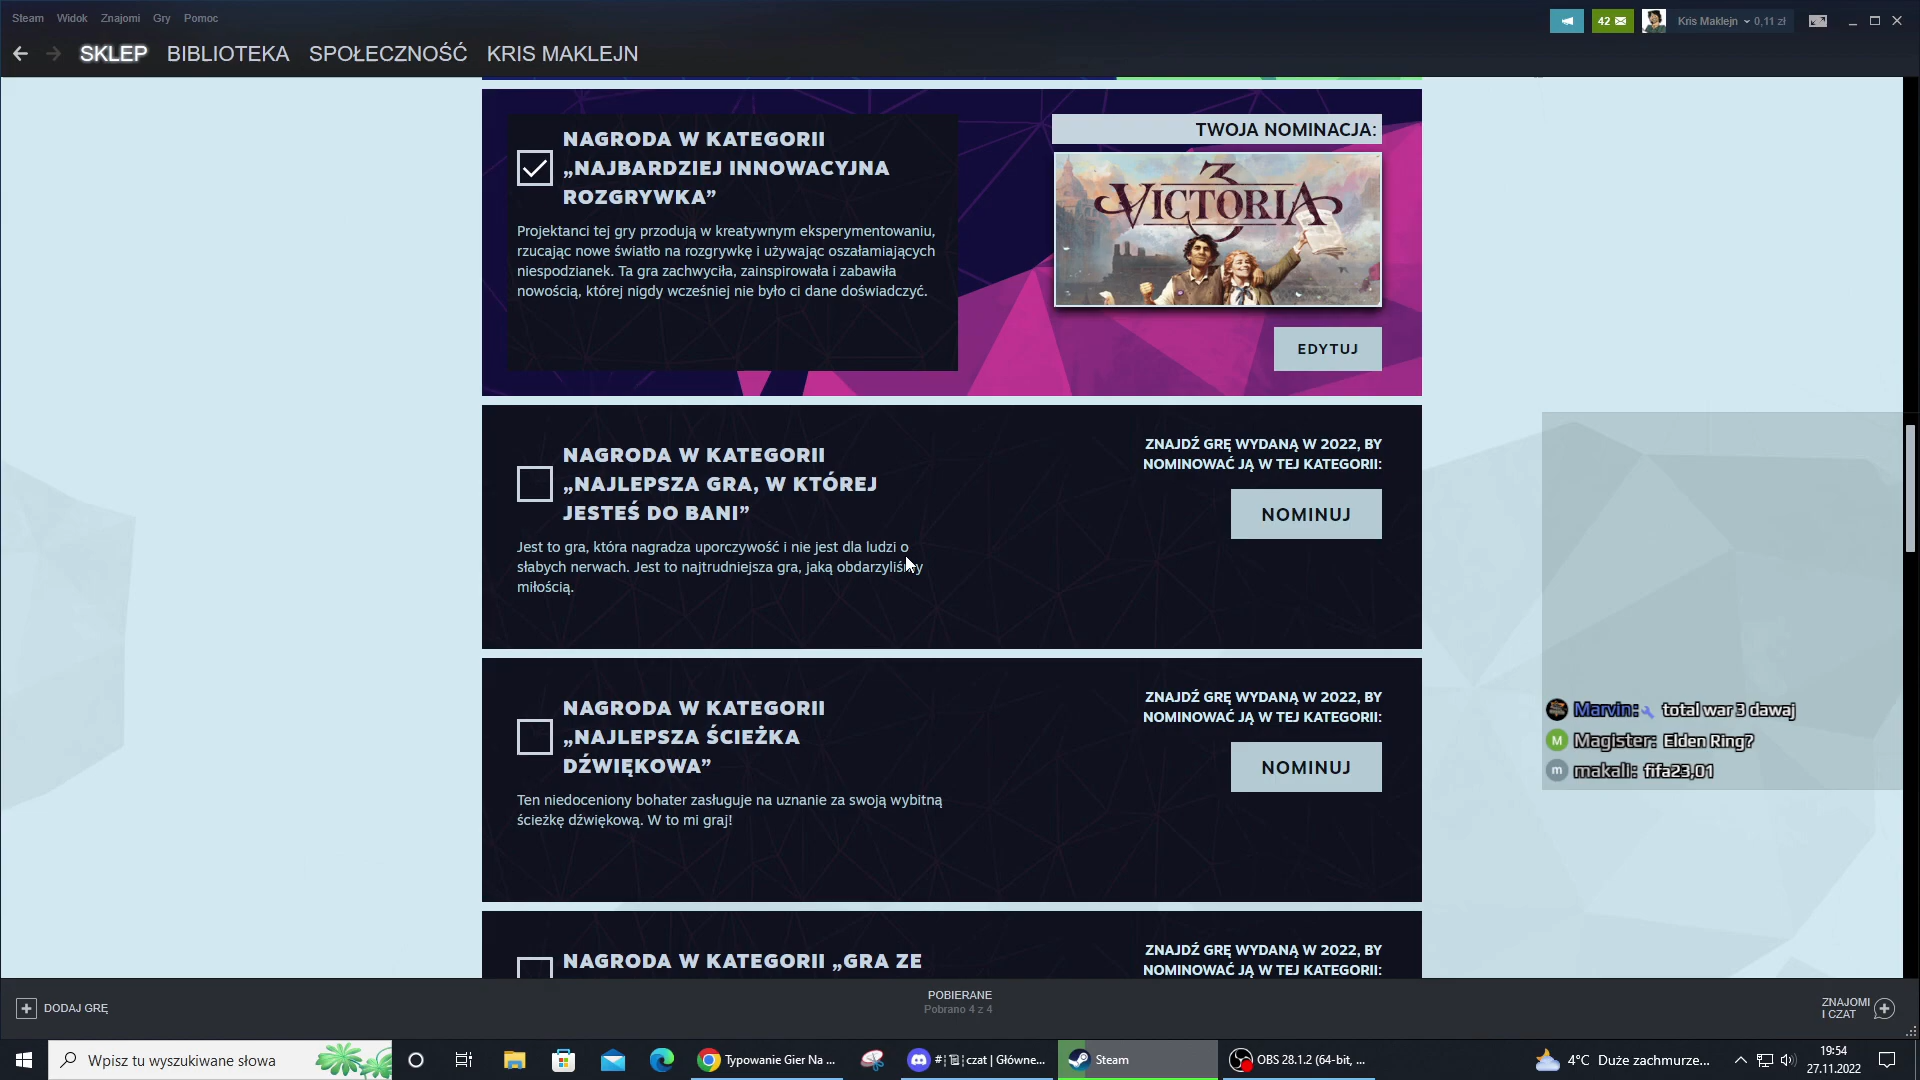 Steam Widok Znajomi Gry Pomoc
42
Kris Maklejn 0,11 zł
SKLEP BIBLIOTEKA SPOŁECZNOŚĆ KRIS MAKLEJN
NAGRODA W KATEGORII
„NAJBARDZIEJ INNOWACYJNA
ROZGRYWKA”
Projektanci tej gry przodują w kreatywnym eksperymentowaniu,
rzucając nowe światło na rozgrywkę i używając oszałamiających
niespodzianek. Ta gra zachwyciła, zainspirowała i zabawiła
nowością, której nigdy wcześniej nie było ci dane doświadczyć.
TWOJA NOMINACJA:
3
VICTORIA
EDYTUJ
NAGRODA W KATEGORII
„NAJLEPSZA GRA, W KTÓREJ
JESTEŚ DO BANI”
Jest to gra, która nagradza uporczywość i nie jest dla ludzi o
słabych nerwach. Jest to najtrudniejsza gra, jaką obdarzyliśmy
miłością.
ZNAJDŹ GRĘ WYDANĄ W 2022, BY
NOMINOWAĆ JĄ W TEJ KATEGORII:
NOMINUJ
NAGRODA W KATEGORII
„NAJLEPSZA ŚCIEŻKA
DŹWIĘKOWA”
Ten niedoceniony bohater zasługuje na uznanie za swoją wybitną
ścieżkę dźwiękową. W to mi graj!
ZNAJDŹ GRĘ WYDANĄ W 2022, BY
NOMINOWAĆ JĄ W TEJ KATEGORII:
NOMINUJ
Marvin: total war 3 dawaj
M Magister: Elden Ring?
m makali: fifa23,01
NAGRODA W KATEGORII „GRA ZE
ZNAJDŹ GRĘ WYDANĄ W 2022, BY
NOMINOWAĆ JĄ W TEJ KATEGORII:
DODAJ GRĘ
POBIERANE
Pobrano 4 z 4
ZNAJOMI
I CZAT
Wpisz tu wyszukiwane słowa
Typowanie Gier Na ...
czat | Główne...
Steam
OBS 28.1.2 (64-bit, ...
4°C Duże zachmurze...
19:54
27.11.2022